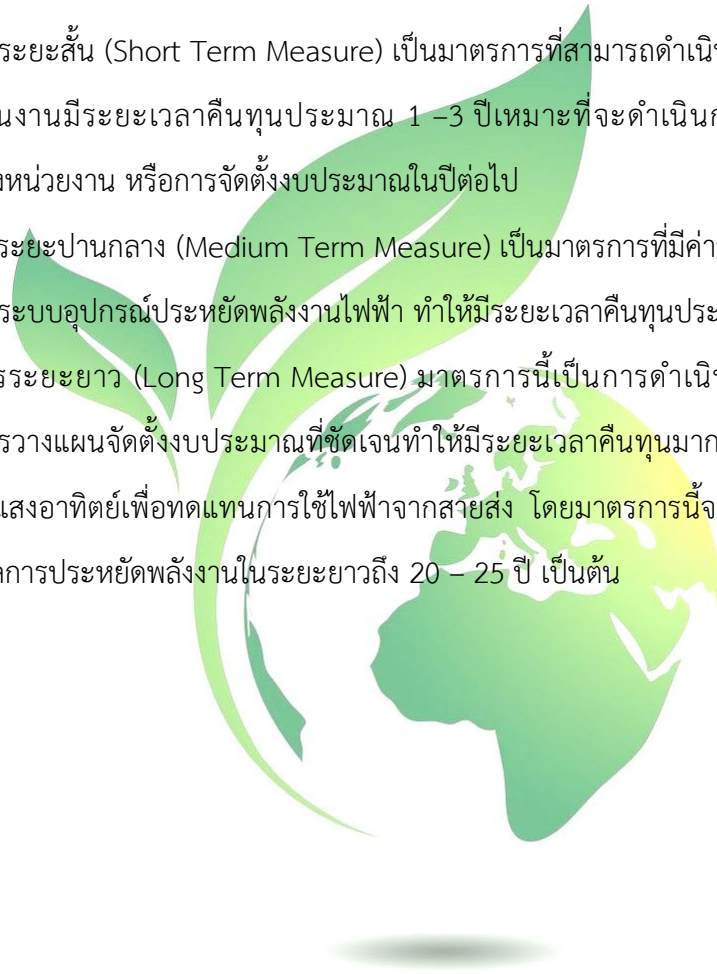 ระยะสั้น (Short Term Measure) เป็นมาตรการที่สามารถดำเนิน
นงานมีระยะเวลาคืนทุนประมาณ 1 –3 ปีเหมาะที่จะดำเนินก
งหน่วยงาน หรือการจัดตั้งงบประมาณในปีต่อไป
ระยะปานกลาง (Medium Term Measure) เป็นมาตรการที่มีค่า
ระบบอุปกรณ์ประหยัดพลังงานไฟฟ้า ทำให้มีระยะเวลาคืนทุนประ
รระยะยาว (Long Term Measure) มาตรการนี้เป็นการดำเนิน
รวางแผนจัดตั้งงบประมาณที่ชัดเจนทำให้มีระยะเวลาคืนทุนมาก
แสงอาทิตย์เพื่อทดแทนการใช้ไฟฟ้าจากสายส่ง โดยมาตรการนี้จ
ลการประหยัดพลังงานในระยะยาวถึง 20 – 25 ปี เป็นต้น